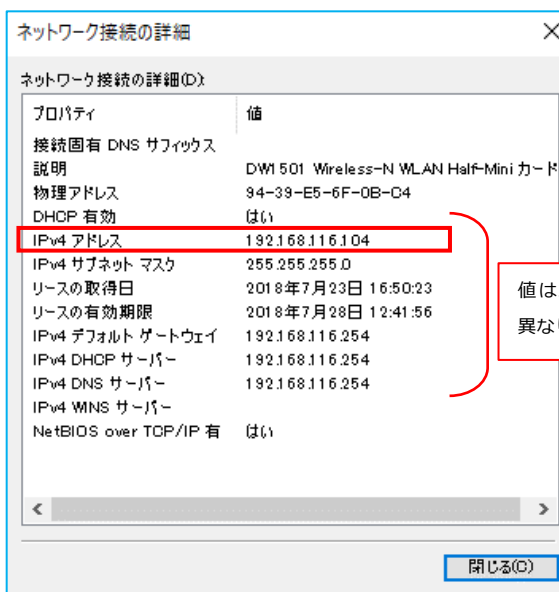 ネットワーク接続の詳細
ネットワーク接続の詳細(D):
プロパティ 値
接続固有 DNS サフィックス
説明 DW1501 Wireless-N WLAN Half-Mini カード
物理アドレス 94-39-E5-6F-0B-C4
DHCP 有効 はい
IPv4 アドレス 192.168.116.104
IPv4 サブネット マスク 255.255.255.0
リースの取得日 2018年7月23日 16:50:23
リースの有効期限 2018年7月28日 12:41:56
IPv4 デフォルト ゲートウェイ 192.168.116.254
IPv4 DHCP サーバー 192.168.116.254
IPv4 DNS サーバー 192.168.116.254
IPv4 WINS サーバー
NetBIOS over TCP/IP 有 はい
値は
異な
閉じる(C)